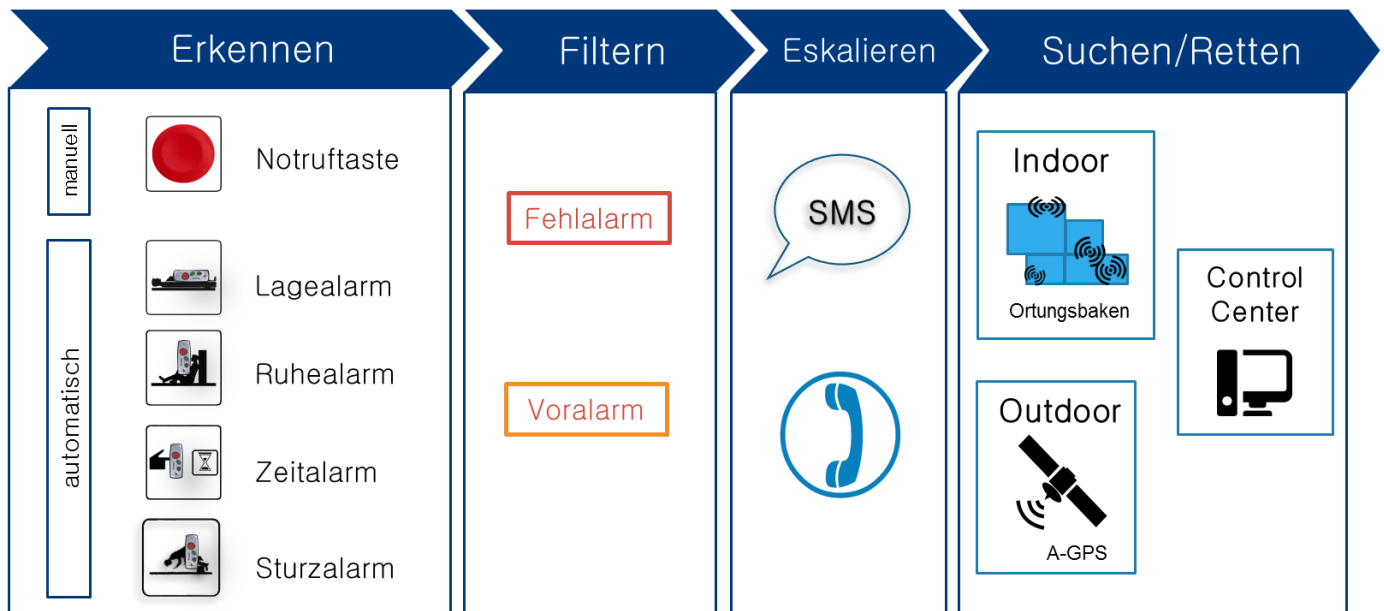 Erkennen
Filtern
Eskalieren
Suchen/Retten
manuell
Notruftaste
automatisch
Lagealarm
Ruhealarm
Zeitalarm
Sturzalarm
Fehlalarm
Voralarm
SMS
Indoor
Ortungsbaken
Outdoor
A-GPS
Control
Center